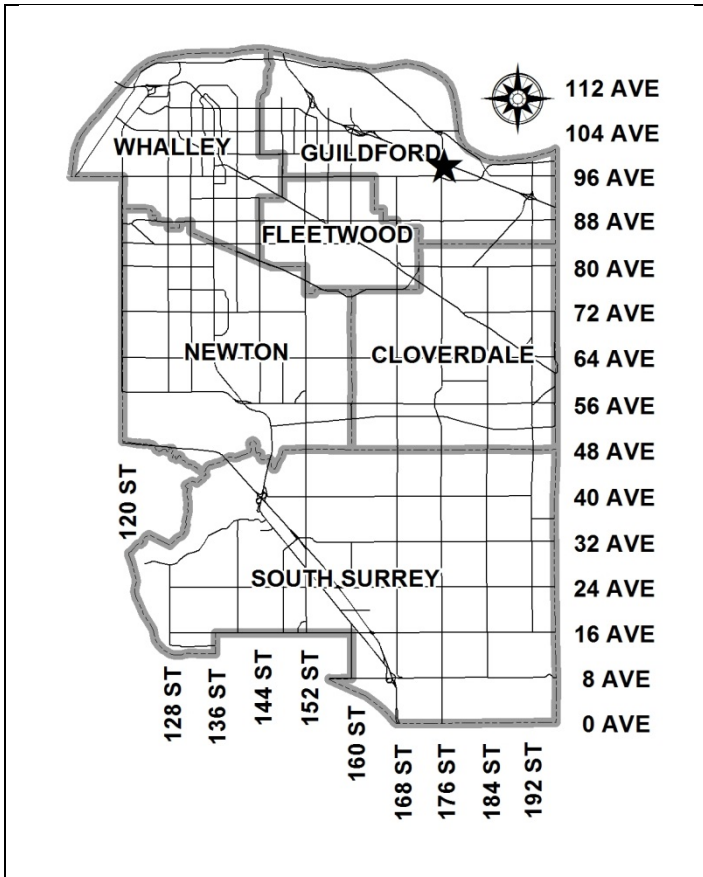 112 AVE
104 AVE
WHALLEY
GUILDFORD
96 AVE
88 AVE
FLEETWOOD
80 AVE
72 AVE
NEWTON
CLOVERDALE
64 AVE
56 AVE
48 AVE
120 ST
40 AVE
32 AVE
SOUTH SURREY
24 AVE
16 AVE
128 ST
136 ST
144 ST
152 ST
160 ST
168 ST
176 ST
184 ST
192 ST
8 AVE
0 AVE